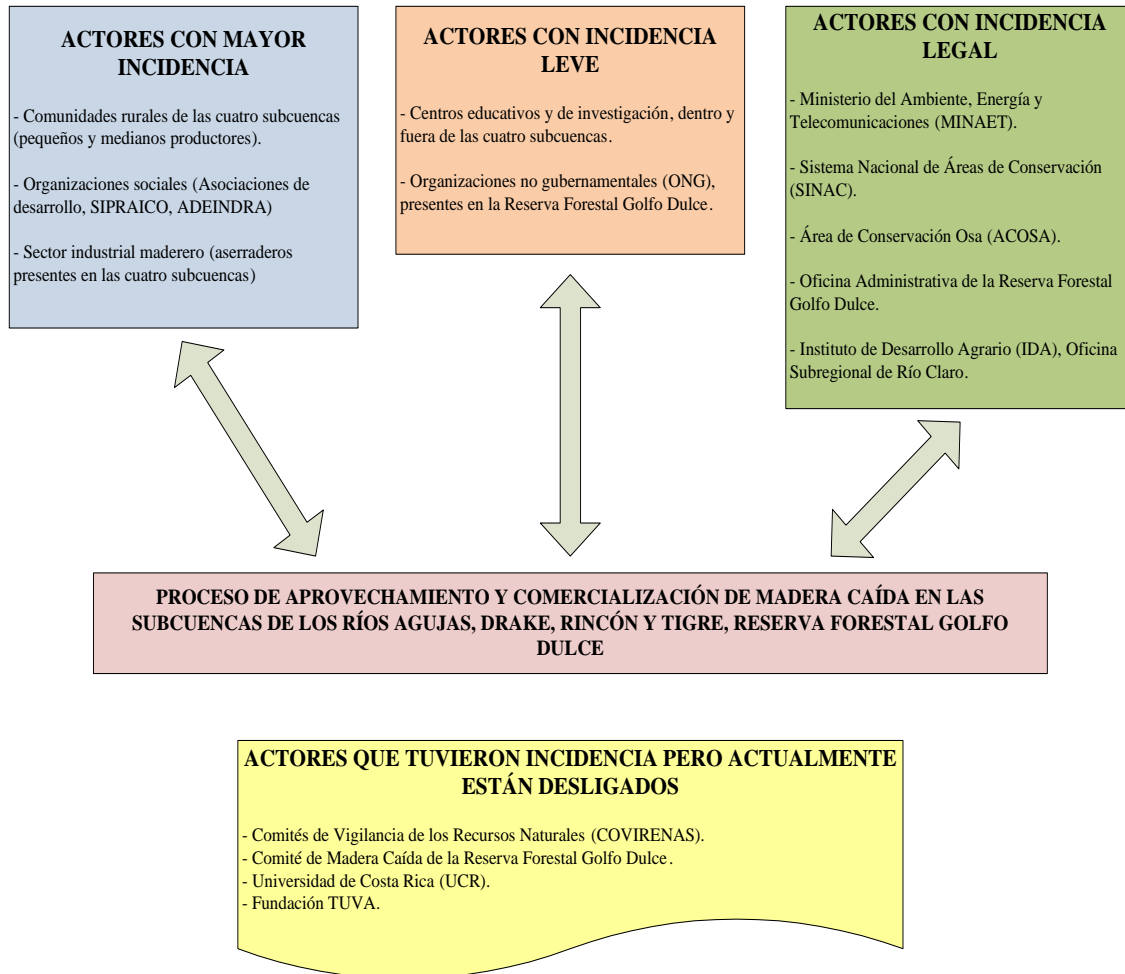 ACTORES CON MAYOR
INCIDENCIA
- Comunidades rurales de las cuatro subcuencas
(pequeños y medianos productores).
- Organizaciones sociales (Asociaciones de
desarrollo, SIPRAICO, ADEINDRA)
- Sector industrial maderero (aserraderos
presentes en las cuatro subcuencas)
ACTORES CON INCIDENCIA
LEVE
- Centros educativos y de investigación, dentro y
fuera de las cuatro subcuencas.
- Organizaciones no gubernamentales (ONG),
presentes en la Reserva Forestal Golfo Dulce.
ACTORES CON INCIDENCIA
LEGAL
- Ministerio del Ambiente, Energía y
Telecomunicaciones (MINAET).
- Sistema Nacional de Áreas de Conservación
(SINAC).
- Área de Conservación Osa (ACOSA).
- Oficina Administrativa de la Reserva Forestal
Golfo Dulce.
- Instituto de Desarrollo Agrario (IDA), Oficina
Subregional de Río Claro.
PROCESO DE APROVECHAMIENTO Y COMERCIALIZACIÓN DE MADERA CAÍDA EN LAS
SUBCUENCAS DE LOS RÍOS AGUJAS, DRAKE, RINCÓN Y TIGRE, RESERVA FORESTAL GOLFO
DULCE
ACTORES QUE TUVIERON INCIDENCIA PERO ACTUALMENTE
ESTÁN DESLIGADOS
- Comités de Vigilancia de los Recursos Naturales (COVIRENAS).
- Comité de Madera Caída de la Reserva Forestal Golfo Dulce.
- Universidad de Costa Rica (UCR).
- Fundación TUVA.